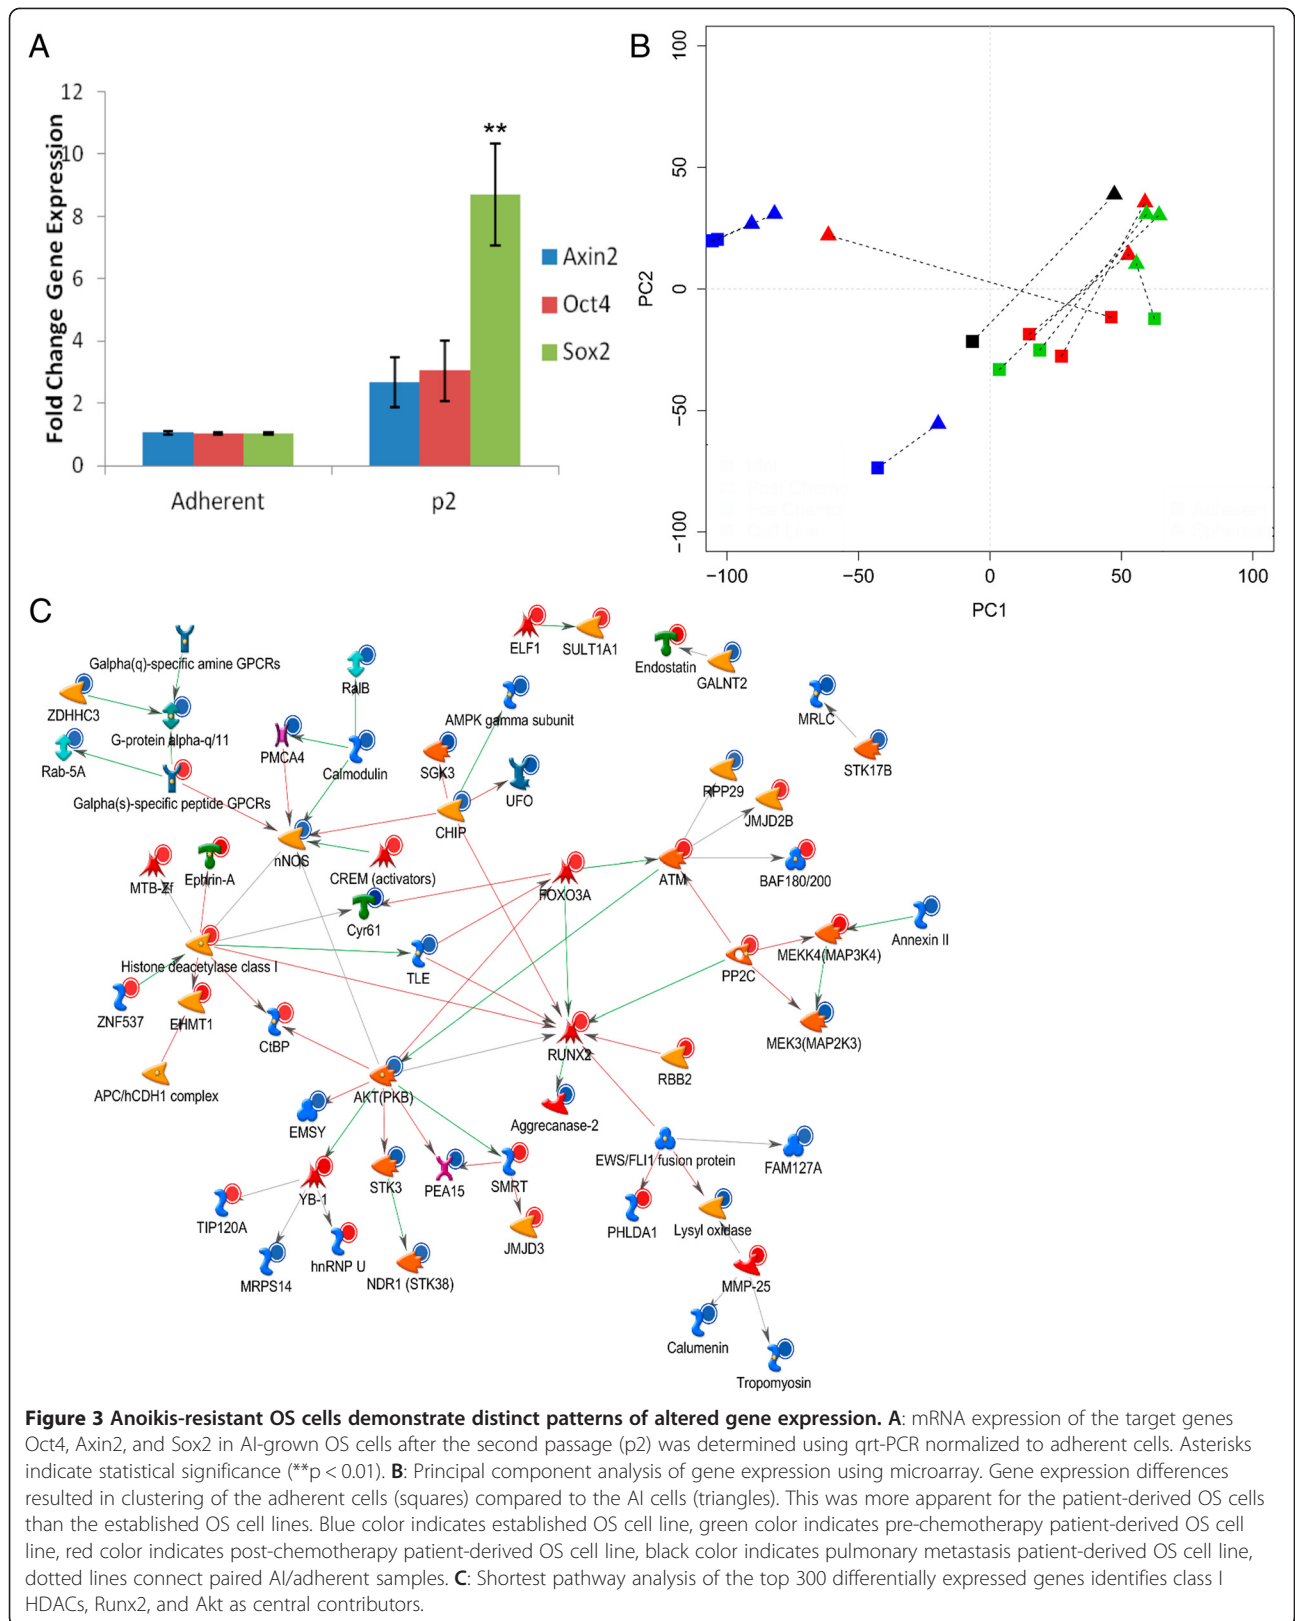 A
Fold Change Gene Expression
12
10
8
6
4
2
0
**
Axin2
Oct4
Sox2
Adherent
p2
B
PC2
100
50
0
−50
−100
−100
−50
0
50
100
PC1
C
ELF1
SULT1A1
Endostatin
GALNT2
Galpha(q)-specific amine GPCRs
RalB
ZDHHC3
AMPK gamma subunit
MRLC
G-protein alpha-q/11
PMCA4
Rab-5A
Calmodulin
SGK3
STK17B
Galpha(s)-specific peptide GPCRs
UFO
RPP29
CHIP
JMJD2B
nNOS
MTB-Zf
Ephrin-A
CREM (activators)
FOXO3A
ATM
BAF180/200
Cyr61
Annexin II
Histone deacetylase class I
TLE
PP2C
MEKK4(MAP3K4)
ZNF537
EHMT1
CtBP
RUNX2
MEK3(MAP2K3)
RBB2
APC/hCDH1 complex
AKT(PKB)
EMSY
Aggrecanase-2
EWS/FLI1 fusion protein
FAM127A
YB-1
STK3
PEA15
SMRT
TIP120A
PHLDA1
Lysyl oxidase
hnRNP U
JMJD3
MRPS14
NDR1 (STK38)
MMP-25
Calumenin
Tropomyosin
Figure 3 Anoikis-resistant OS cells demonstrate distinct patterns of altered gene expression. A: mRNA expression of the target genes
Oct4, Axin2, and Sox2 in AI-grown OS cells after the second passage (p2) was determined using qrt-PCR normalized to adherent cells. Asterisks
indicate statistical significance (**p < 0.01). B: Principal component analysis of gene expression using microarray. Gene expression differences
resulted in clustering of the adherent cells (squares) compared to the AI cells (triangles). This was more apparent for the patient-derived OS cells
than the established OS cell lines. Blue color indicates established OS cell line, green color indicates pre-chemotherapy patient-derived OS cell
line, red color indicates post-chemotherapy patient-derived OS cell line, black color indicates pulmonary metastasis patient-derived OS cell line,
dotted lines connect paired AI/adherent samples. C: Shortest pathway analysis of the top 300 differentially expressed genes identifies class I
HDACs, Runx2, and Akt as central contributors.